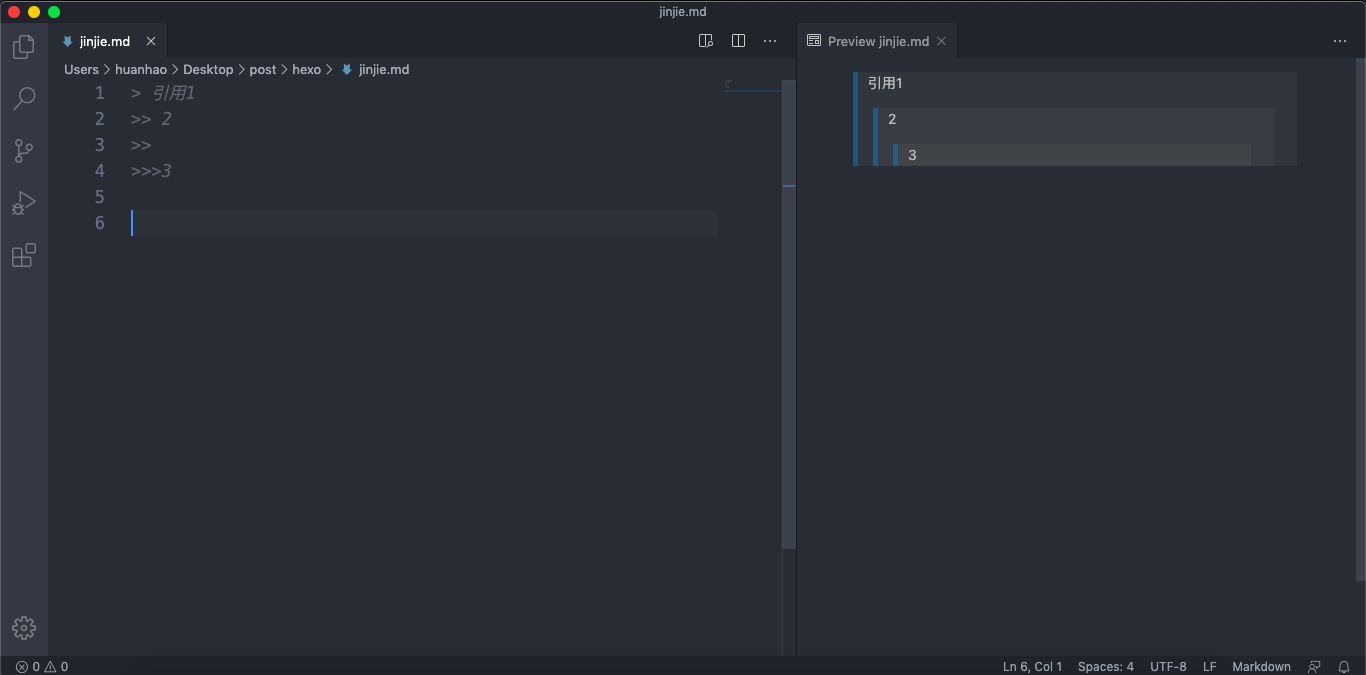 jinjie.md
jinjie.md
Preview jinjie.md
Users > huanhao > Desktop > post > hexo > jinjie.md
1 > 引用1
2 >> 2
3 >>
4 >>>3
5
6
引用1
2
3
0 0
Ln 6, Col 1 Spaces: 4 UTF-8 LF Markdown